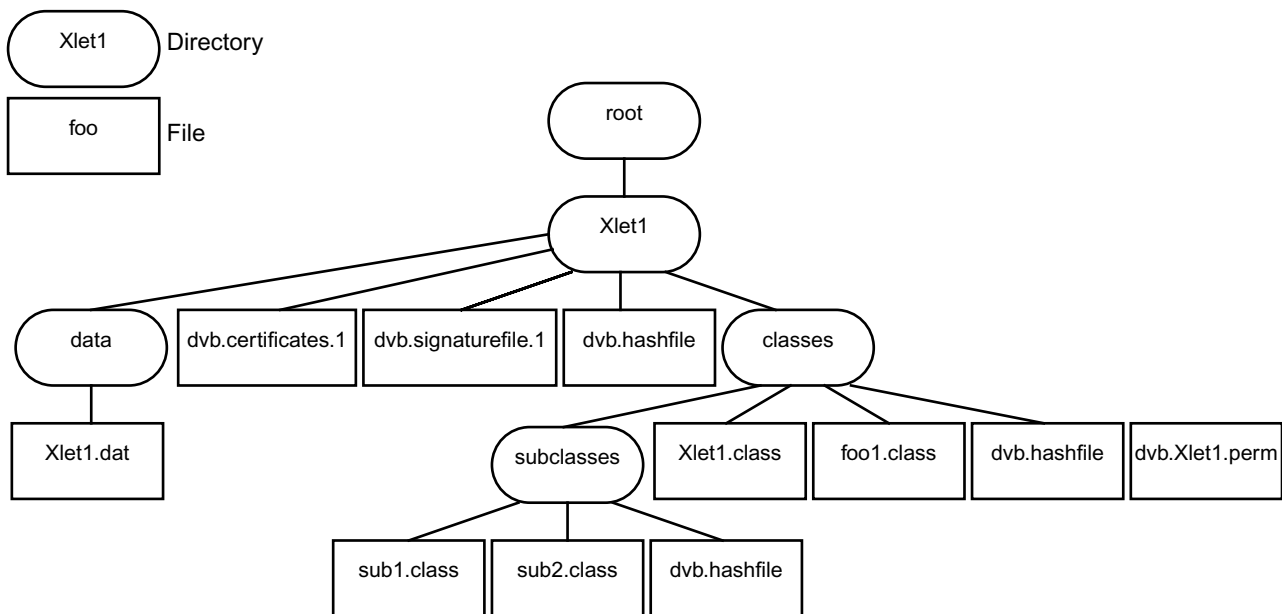 Xlet1
Directory
foo
File
root
Xlet1
data
dvb.certificates.1
dvb.signaturefile.1
dvb.hashfile
classes
Xlet1.dat
subclasses
Xlet1.class
foo1.class
dvb.hashfile
dvb.Xlet1.perm
sub1.class
sub2.class
dvb.hashfile